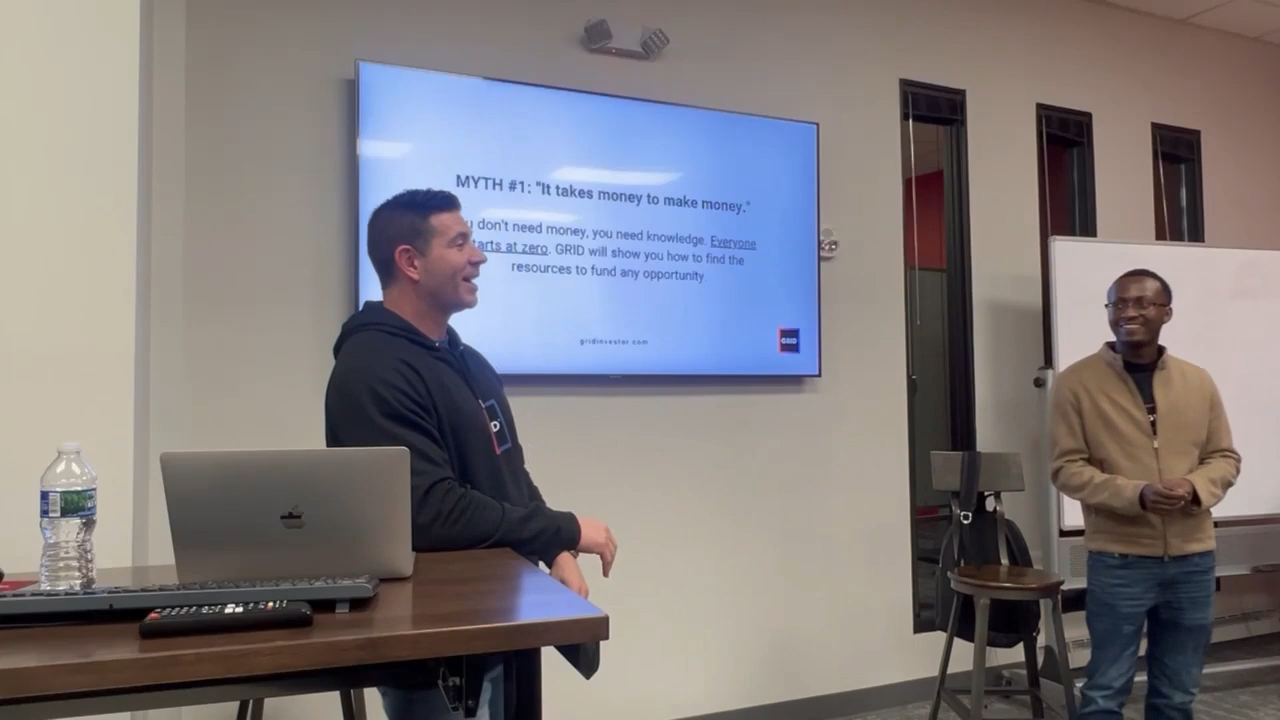 MYTH #1: "It takes money to make money."
don't need money, you need knowledge. Everyone
at zero. GRID will show you how to find the
resources to fund any opportunity
gridinvestor.com
GRID